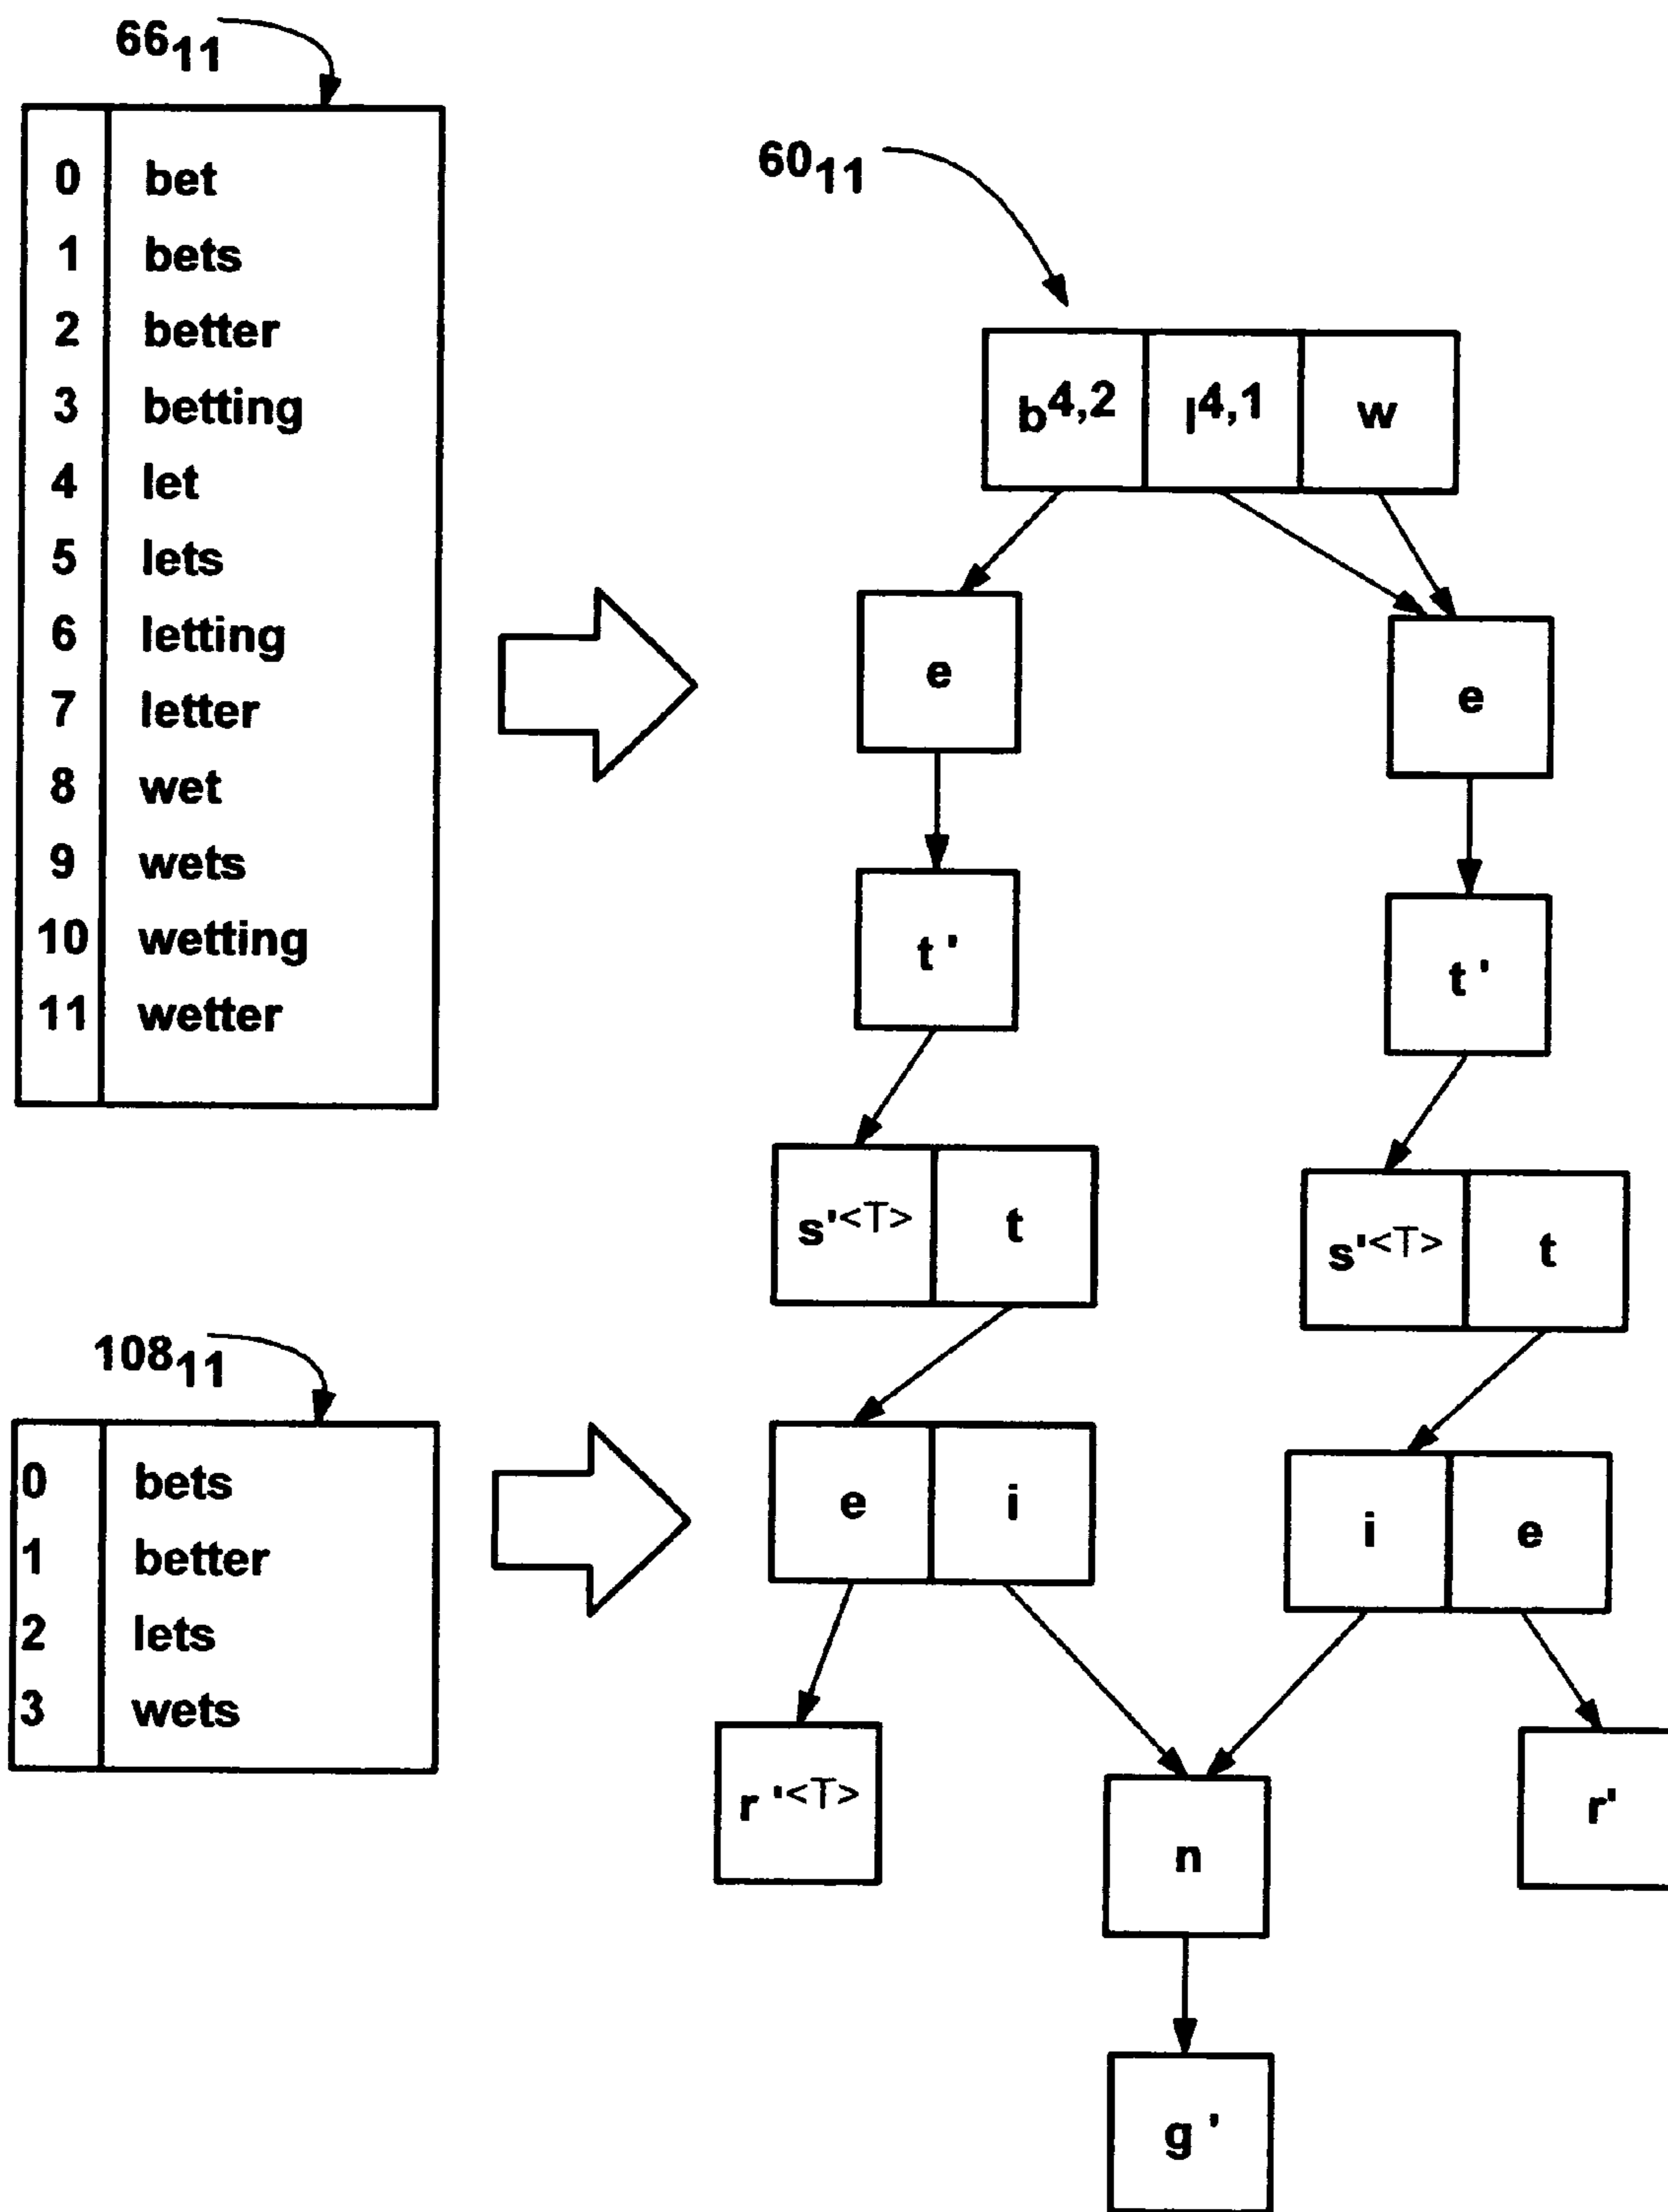 66₁₁
0 bet
1 bets
2 better
3 betting
4 let
5 lets
6 letting
7 letter
8 wet
9 wets
10 wetting
11 wetter
108₁₁
0 bets
1 better
2 lets
3 wets
60₁₁
b⁴,² l⁴,¹ w
e
e
t '
t '
s'<T> t
s'<T> t
e i
i e
r '<T>
n
r'
g '